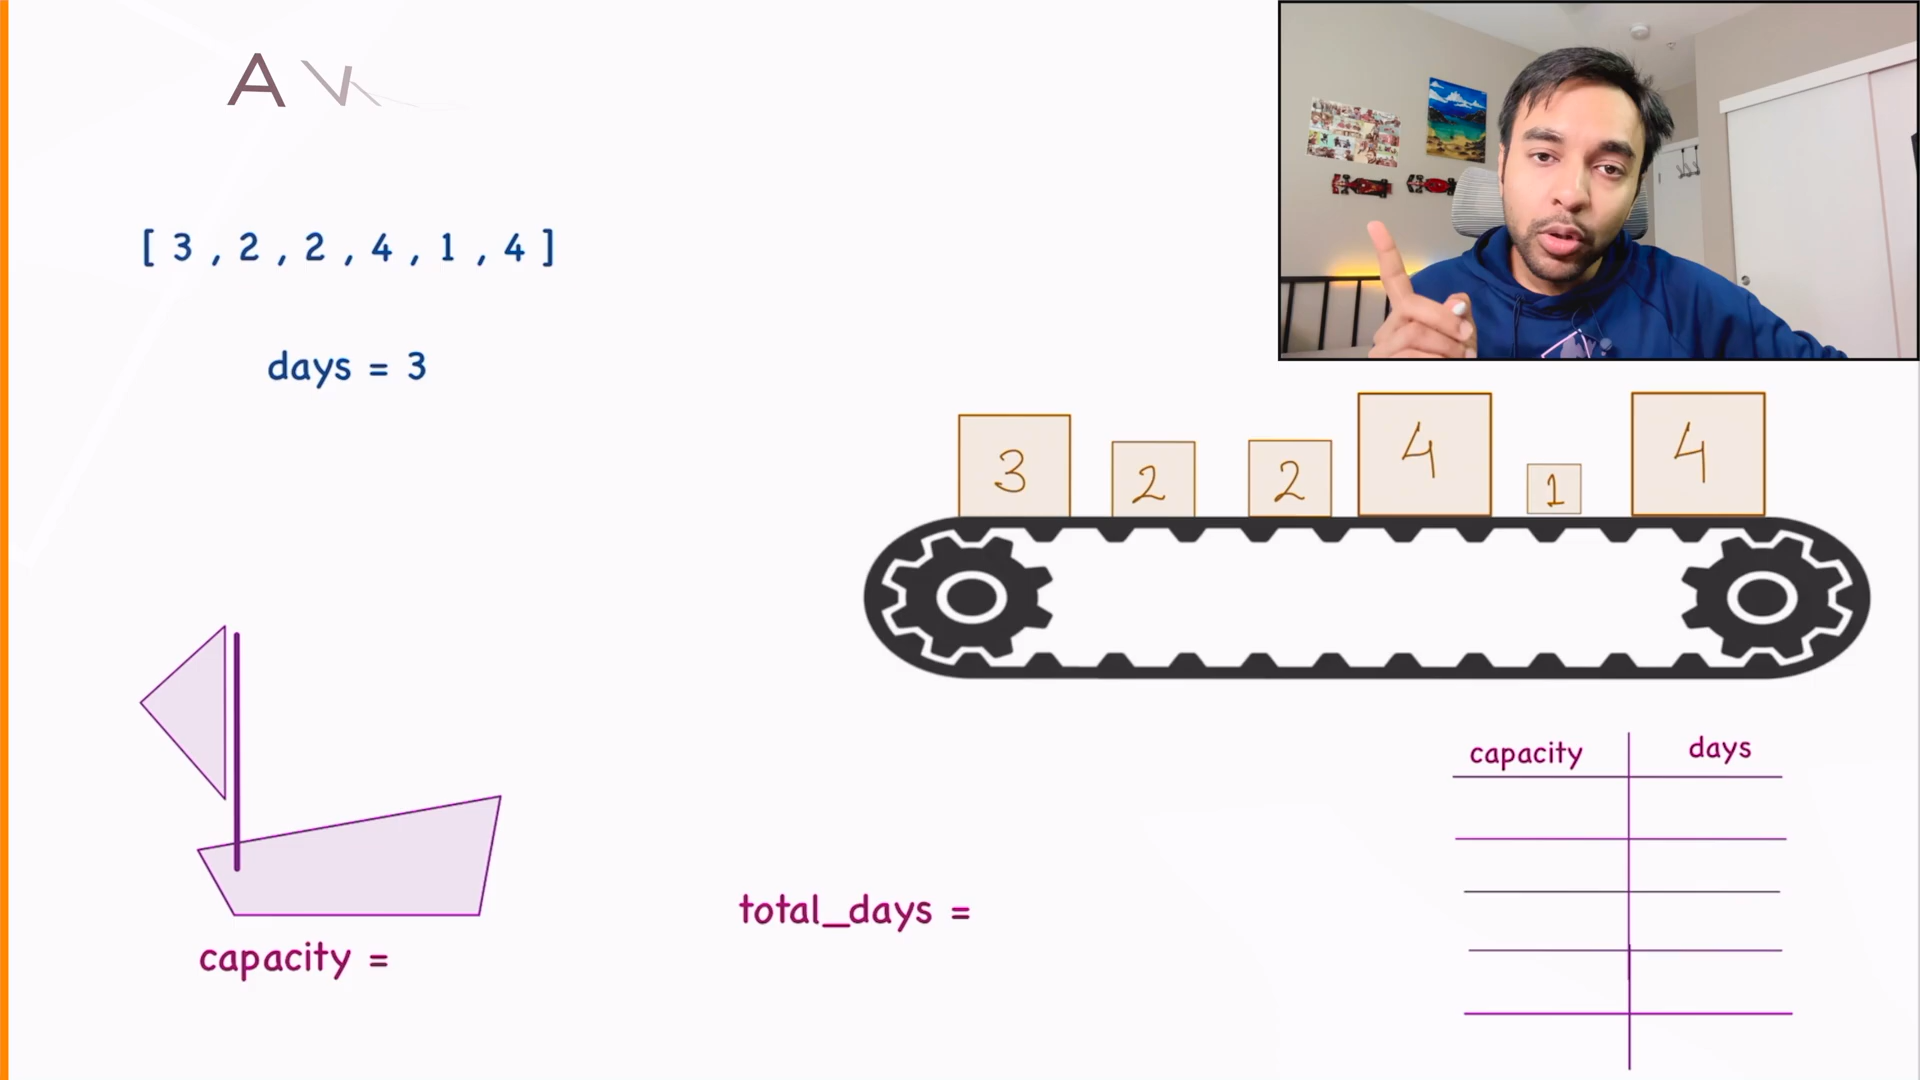 A
[ 3 , 2 , 2 , 4 , 1 , 4 ]
days = 3
3 2 2 4 1 4
capacity days
total_days =
capacity =